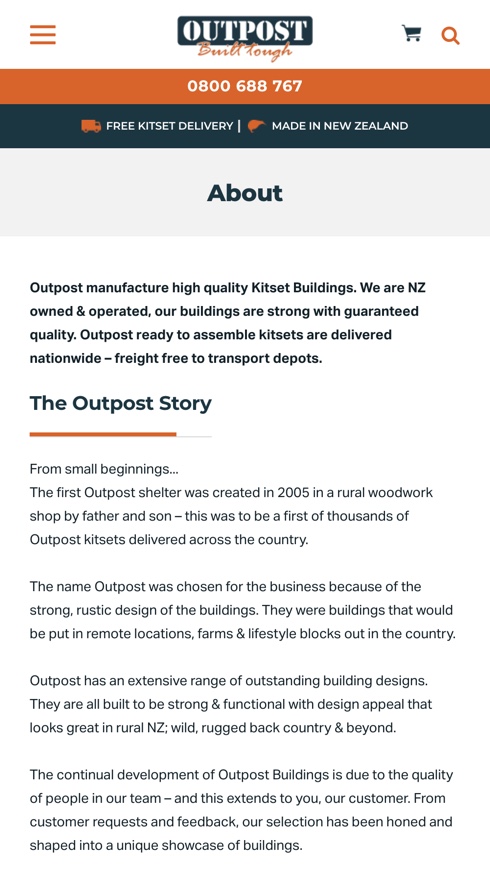 OUTPOST
Built tough
0800 688 767
FREE KITSET DELIVERY | MADE IN NEW ZEALAND
About
Outpost manufacture high quality Kitset Buildings. We are NZ
owned & operated, our buildings are strong with guaranteed
quality. Outpost ready to assemble kitsets are delivered
nationwide – freight free to transport depots.
The Outpost Story
From small beginnings...
The first Outpost shelter was created in 2005 in a rural woodwork
shop by father and son – this was to be a first of thousands of
Outpost kitsets delivered across the country.
The name Outpost was chosen for the business because of the
strong, rustic design of the buildings. They were buildings that would
be put in remote locations, farms & lifestyle blocks out in the country.
Outpost has an extensive range of outstanding building designs.
They are all built to be strong & functional with design appeal that
looks great in rural NZ; wild, rugged back country & beyond.
The continual development of Outpost Buildings is due to the quality
of people in our team – and this extends to you, our customer. From
customer requests and feedback, our selection has been honed and
shaped into a unique showcase of buildings.